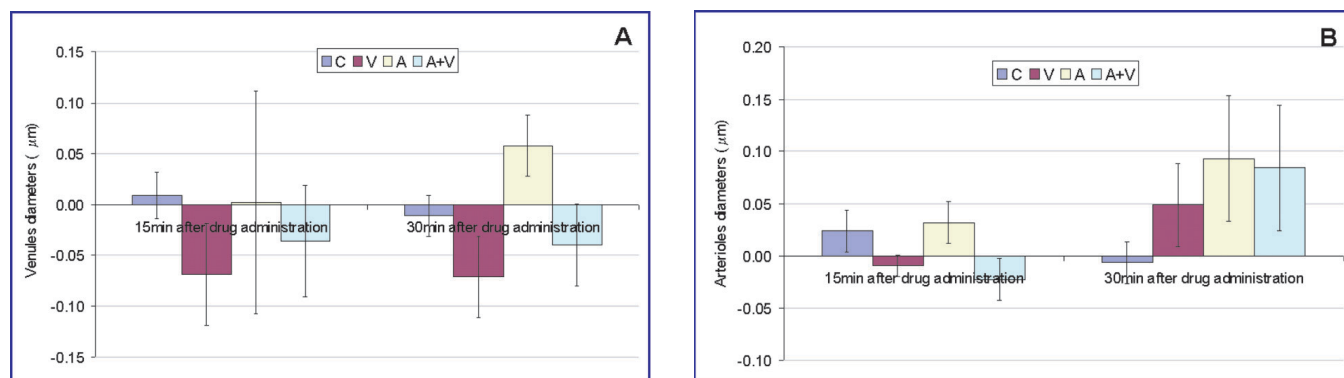 A
C V A A+V
Venules diameters ( μm)
0.15
0.10
0.05
0.00
-0.05
-0.10
-0.15
15min after drug administration
30min after drug administration
B
C V A A+V
Arterioles diameters (μm)
0.20
0.15
0.10
0.05
0.00
-0.05
-0.10
15min after drug administration
30min after drug administration